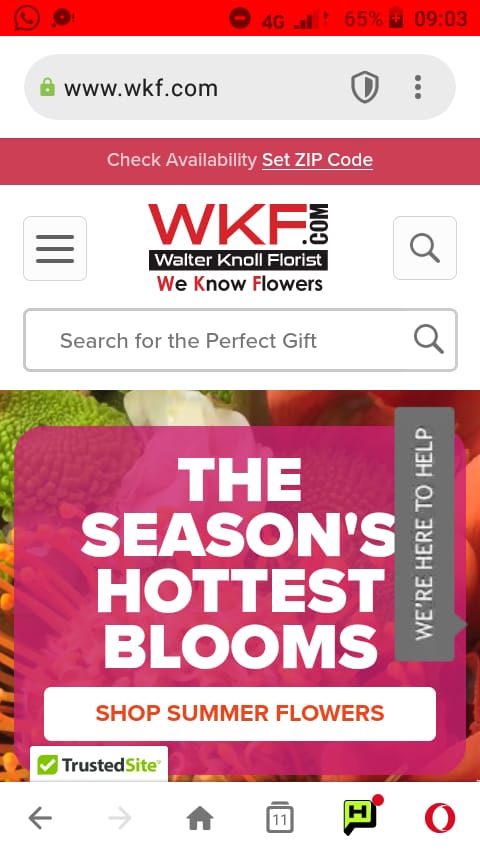 4G 65% 09:03
www.wkf.com
Check Availability Set ZIP Code
WKF.COM
Walter Knoll Florist
We Know Flowers
Search for the Perfect Gift
THE
SEASON'S
HOTTEST
BLOOMS
WE'RE HERE TO HELP
SHOP SUMMER FLOWERS
TrustedSite
11
H